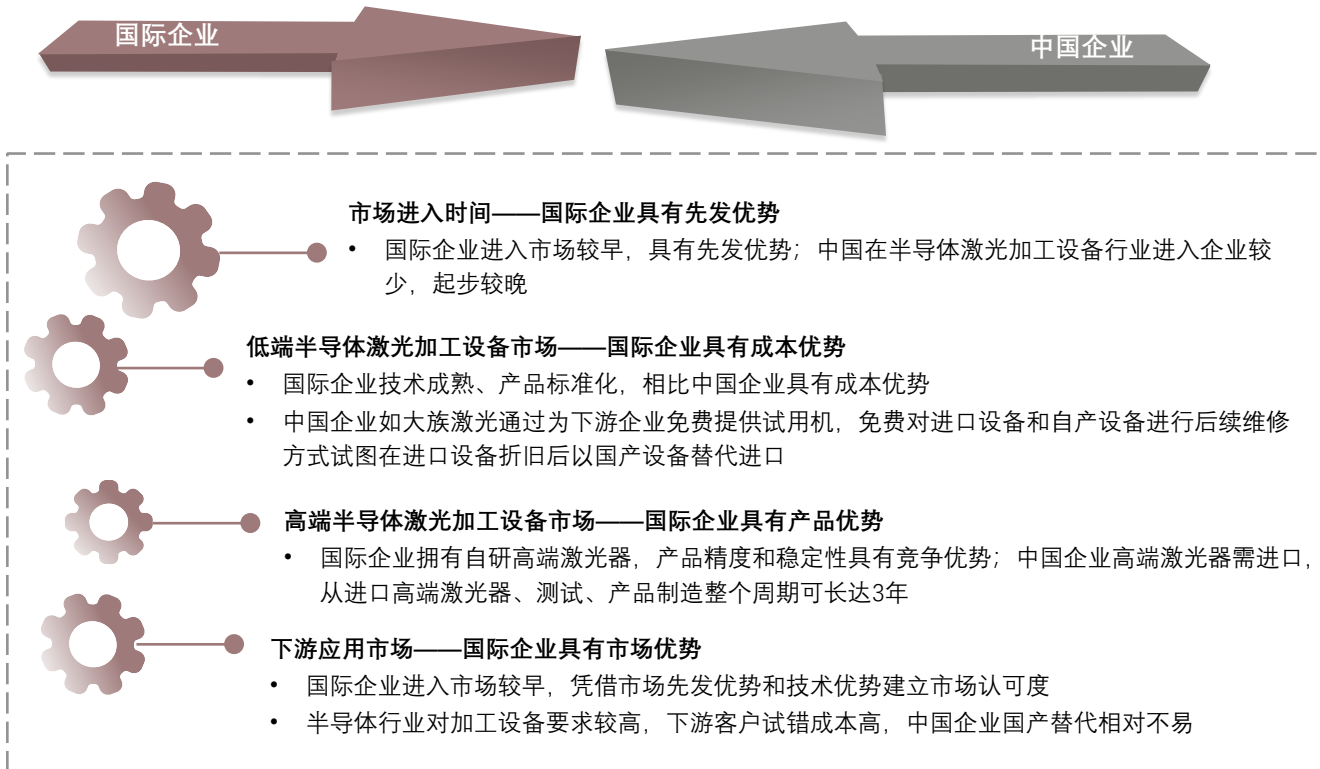 国际企业
中国企业
市场进入时间——国际企业具有先发优势
• 国际企业进入市场较早，具有先发优势；中国在半导体激光加工设备行业进入企业较
少，起步较晚
低端半导体激光加工设备市场——国际企业具有成本优势
• 国际企业技术成熟、产品标准化，相比中国企业具有成本优势
• 中国企业如大族激光通过为下游企业免费提供试用机，免费对进口设备和自产设备进行后续维修
方式试图在进口设备折旧后以国产设备替代进口
高端半导体激光加工设备市场——国际企业具有产品优势
• 国际企业拥有自研高端激光器，产品精度和稳定性具有竞争优势；中国企业高端激光器需进口，
从进口高端激光器、测试、产品制造整个周期可长达3年
下游应用市场——国际企业具有市场优势
• 国际企业进入市场较早，凭借市场先发优势和技术优势建立市场认可度
• 半导体行业对加工设备要求较高，下游客户试错成本高，中国企业国产替代相对不易